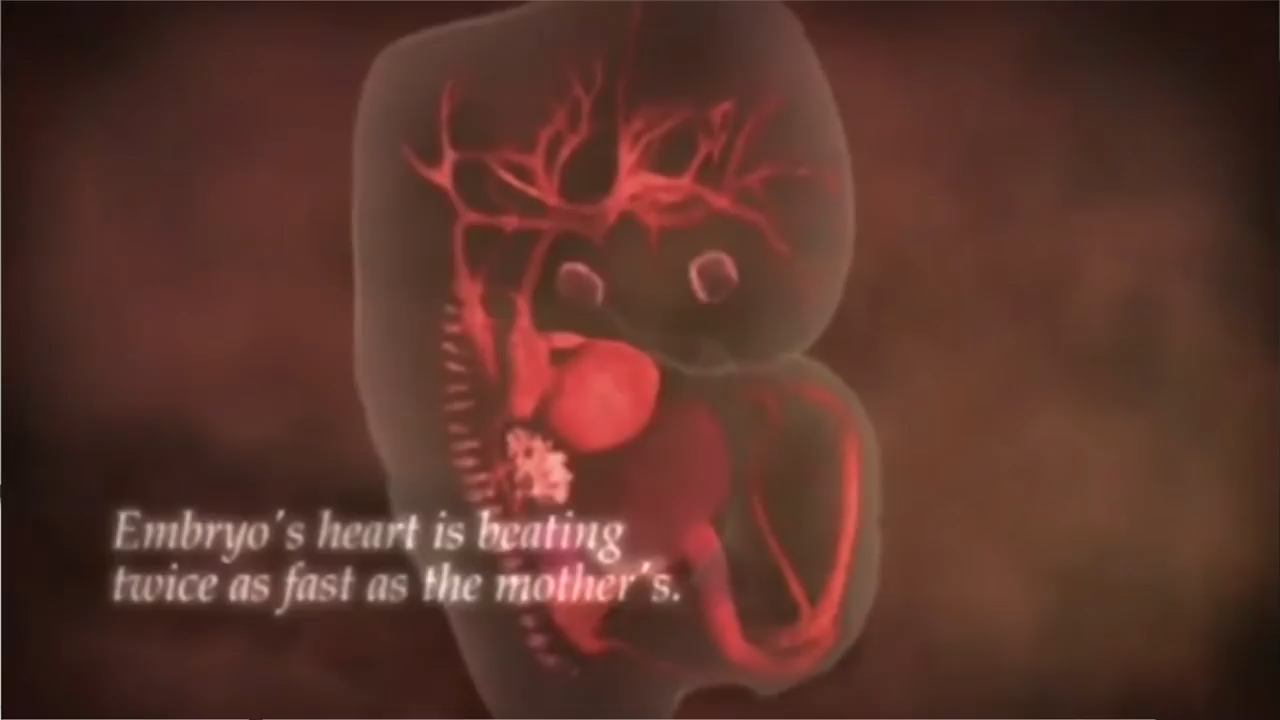 Embryo's heart is beating
twice as fast as the mother's.